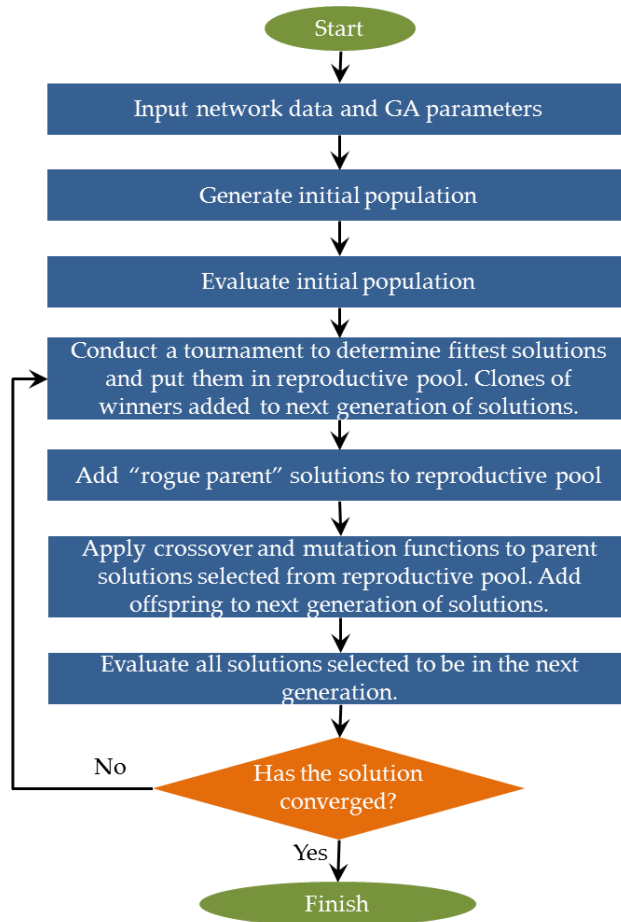 Start
Input network data and GA parameters
Generate initial population
Evaluate initial population
Conduct a tournament to determine fittest solutions
and put them in reproductive pool. Clones of
winners added to next generation of solutions.
Add “rogue parent” solutions to reproductive pool
Apply crossover and mutation functions to parent
solutions selected from reproductive pool. Add
offspring to next generation of solutions.
Evaluate all solutions selected to be in the next
generation.
No
Has the solution
converged?
Yes
Finish